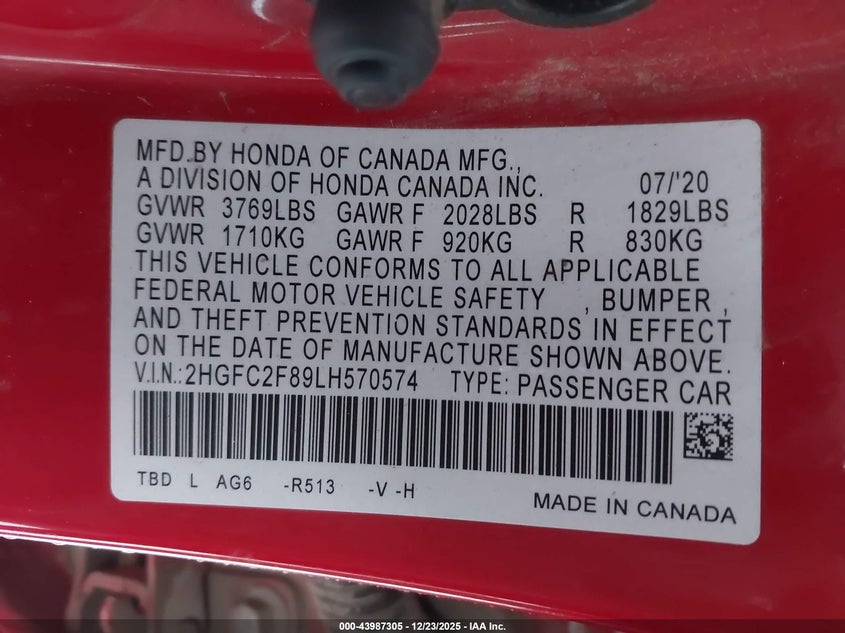 MFD.BY HONDA OF CANADA MFG.,
A DIVISION OF HONDA CANADA INC. 07/'20
GVWR 3769LBS GAWR F 2028LBS R 1829LBS
GVWR 1710KG GAWR F 920KG R 830KG
THIS VEHICLE CONFORMS TO ALL APPLICABLE
FEDERAL MOTOR VEHICLE SAFETY , BUMPER ,
AND THEFT PREVENTION STANDARDS IN EFFECT
ON THE DATE OF MANUFACTURE SHOWN ABOVE.
V.I.N.:2HGFC2F89LH570574 TYPE: PASSENGER CAR
TBD L AG6 -R513 -V -H
MADE IN CANADA
000-43987305 - 12/23/2025 - IAA Inc.